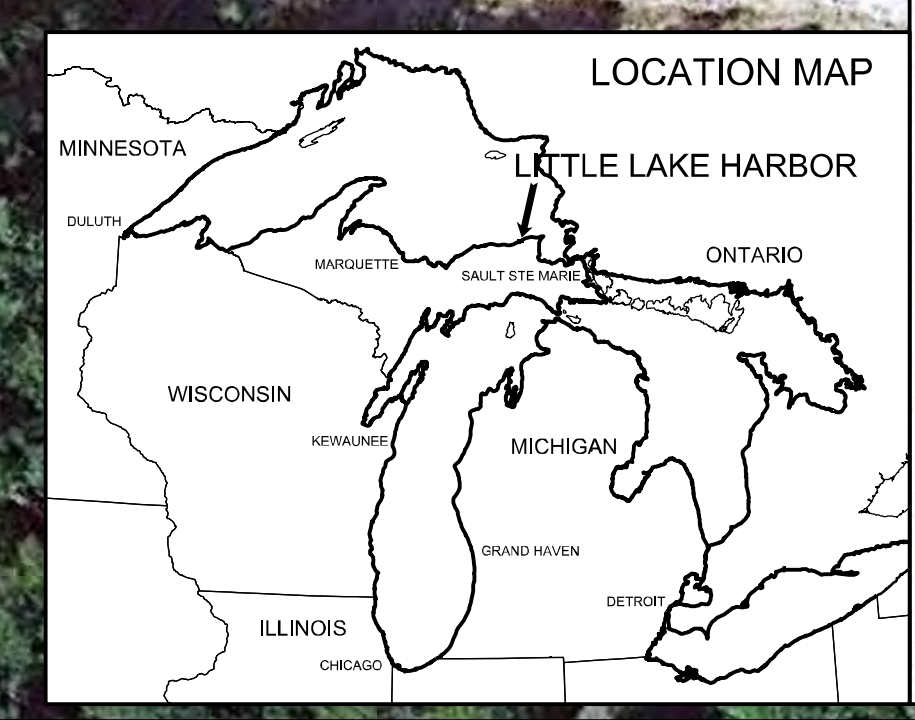 LOCATION MAP
MINNESOTA
LITTLE LAKE HARBOR
DULUTH
ONTARIO
MARQUETTE
SAULT STE MARIE
WISCONSIN
KEWAUNEE
MICHIGAN
GRAND HAVEN
DETROIT
ILLINOIS
CHICAGO